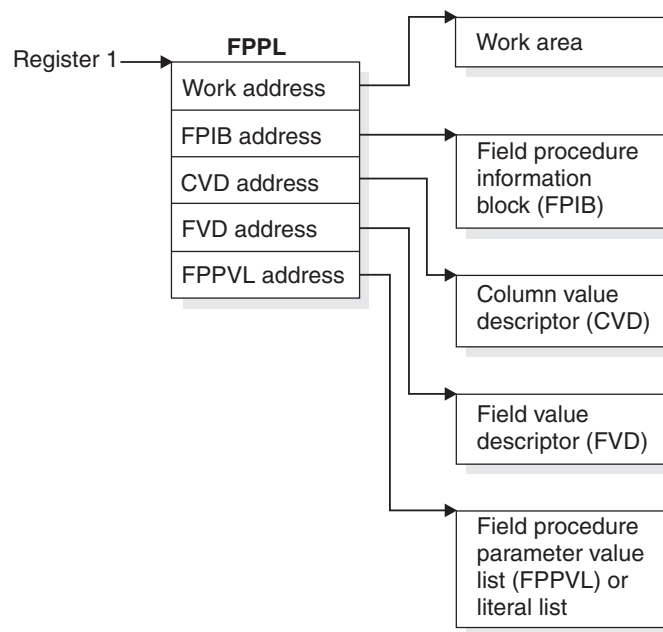 FPPL
Register 1
Work address
FPIB address
CVD address
FVD address
FPPVL address
Work area
Field procedure
information
block (FPIB)
Column value
descriptor (CVD)
Field value
descriptor (FVD)
Field procedure
parameter value
list (FPPVL) or
literal list